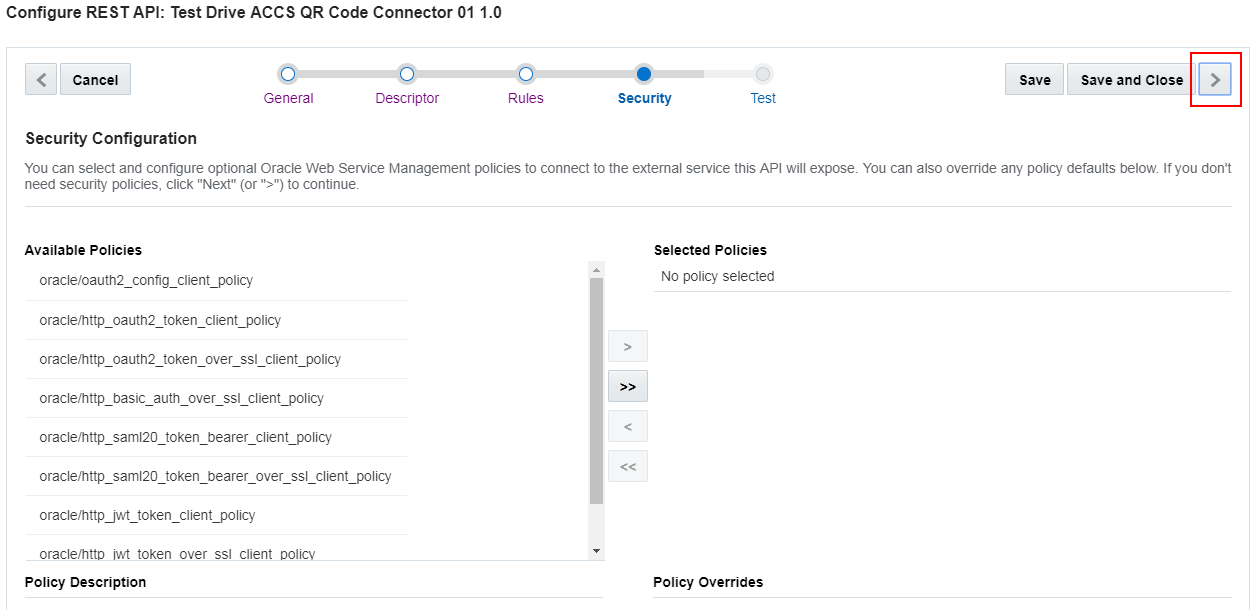 Configure REST API: Test Drive ACCS QR Code Connector 01 1.0
Cancel
General
Descriptor
Rules
Security
Test
Save
Save and Close
Security Configuration
You can select and configure optional Oracle Web Service Management policies to connect to the external service this API will expose. You can also override any policy defaults below. If you don't
need security policies, click "Next" (or ">") to continue.
Available Policies
oracle/oauth2_config_client_policy
oracle/http_oauth2_token_client_policy
oracle/http_oauth2_token_over_ssl_client_policy
oracle/http_basic_auth_over_ssl_client_policy
oracle/http_saml20_token_bearer_client_policy
oracle/http_saml20_token_bearer_over_ssl_client_policy
oracle/http_jwt_token_client_policy
oracle/http_jwt_token_over_ssl_client_policy
>
>>
<
<<
Selected Policies
No policy selected
Policy Description
Policy Overrides